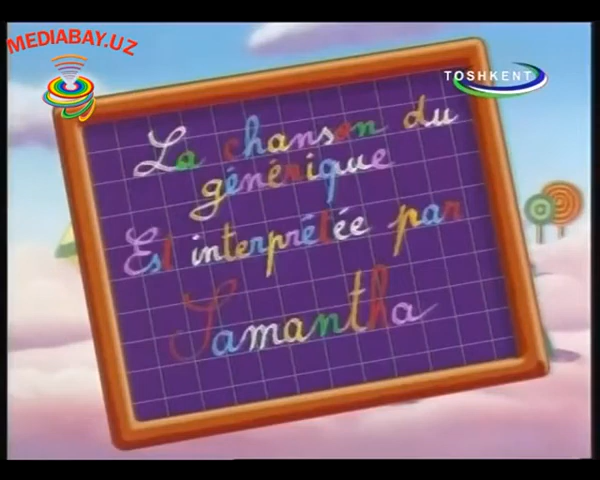 MEDIABAY.UZ
TOSHKENT
La chanson du
générique
Est interprétée par
Samantha